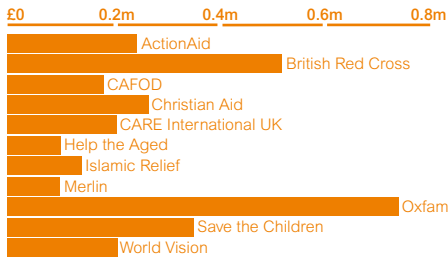 £0 0.2m 0.4m 0.6m 0.8m
ActionAid
British Red Cross
CAFOD
Christian Aid
CARE International UK
Help the Aged
Islamic Relief
Merlin
Oxfam
Save the Children
World Vision